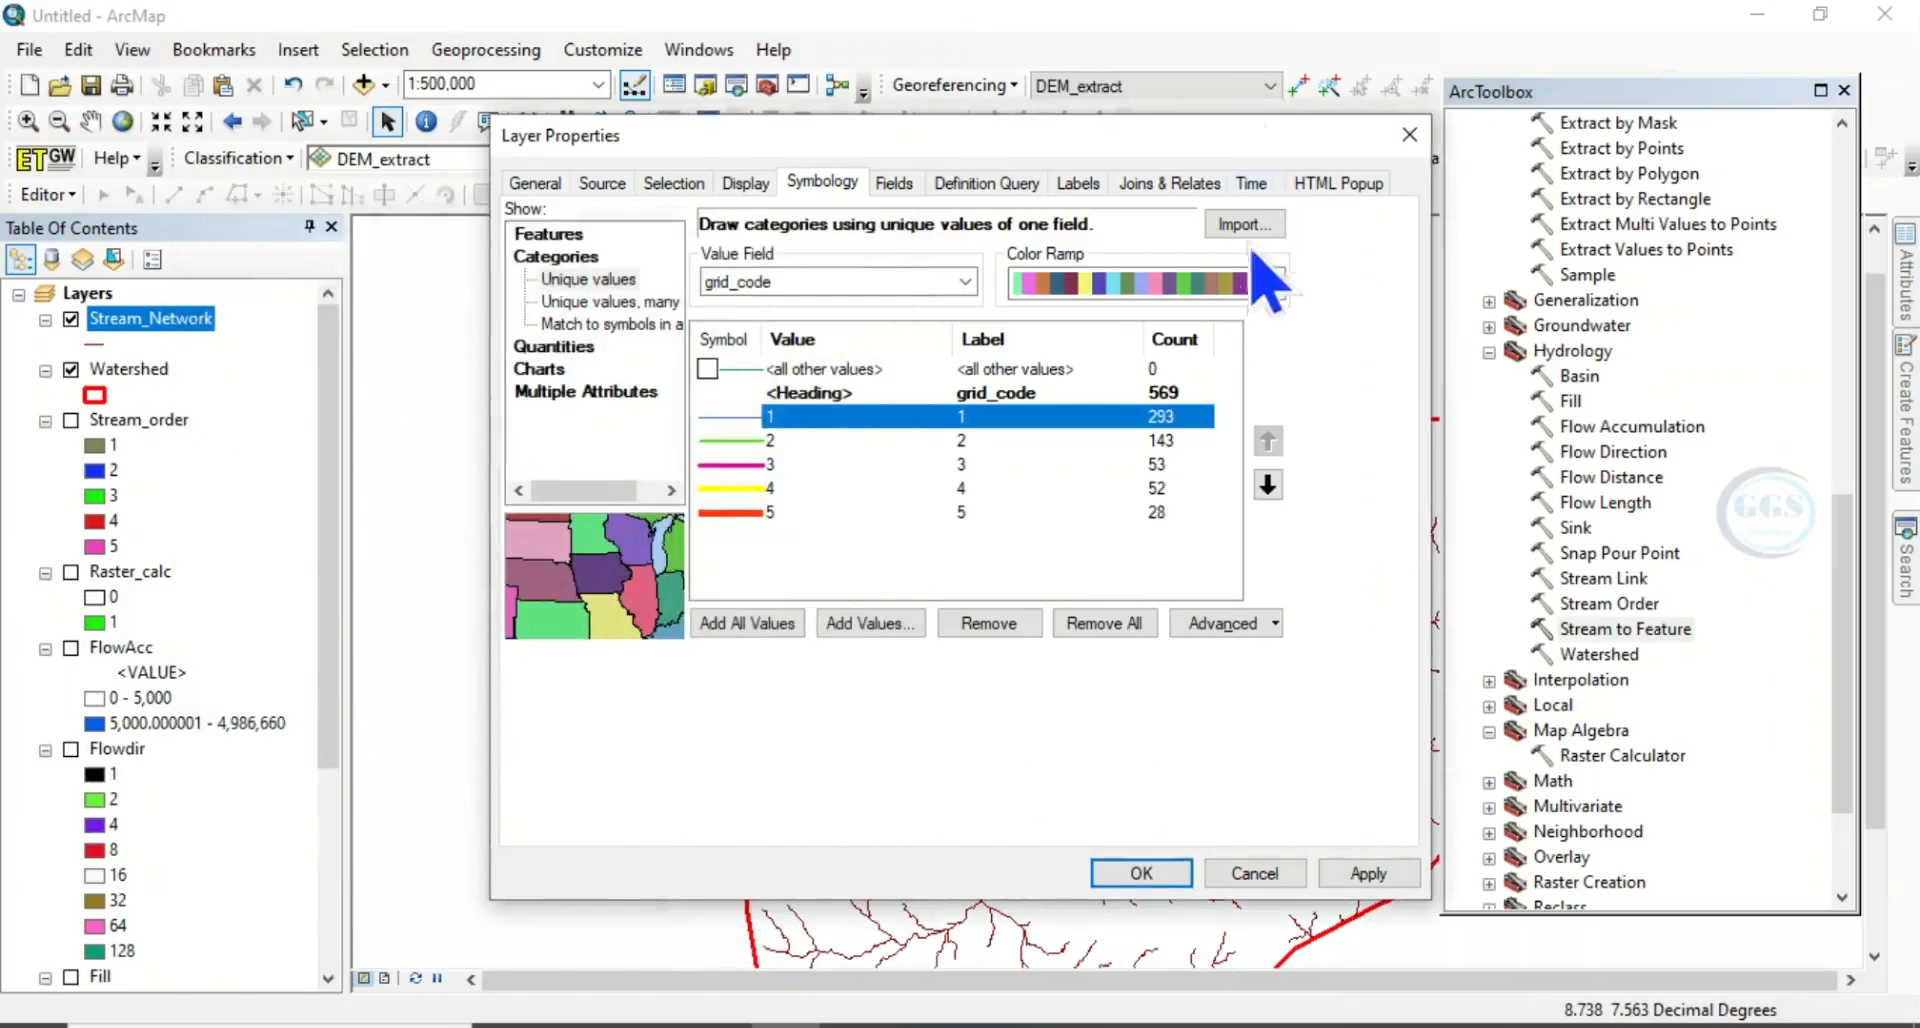 Untitled - ArcMap
File Edit View Bookmarks Insert Selection Geoprocessing Customize Windows Help
1:500,000
Georeferencing
DEM_extract
ETGW Help Classification DEM_extract
Editor
Table Of Contents
Layers
Stream_Network
Watershed
Stream_order
1
2
3
4
5
Raster_calc
0
1
FlowAcc
<VALUE>
0 - 5,000
5,000.000001 - 4,986,660
Flowdir
1
2
4
8
16
32
64
128
Fill
Layer Properties
General Source Selection Display Symbology Fields Definition Query Labels Joins & Relates Time HTML Popup
Show:
Features
Categories
Unique values
Unique values, many
Match to symbols in a
Quantities
Charts
Multiple Attributes
Draw categories using unique values of one field.
Import...
Value Field
grid_code
Color Ramp
Symbol Value Label Count
<all other values> <all other values> 0
<Heading> grid_code 569
1 1 293
2 2 143
3 3 53
4 4 52
5 5 28
Add All Values Add Values... Remove Remove All Advanced
OK Cancel Apply
ArcToolbox
Extract by Mask
Extract by Points
Extract by Polygon
Extract by Rectangle
Extract Multi Values to Points
Extract Values to Points
Sample
Generalization
Groundwater
Hydrology
Basin
Fill
Flow Accumulation
Flow Direction
Flow Distance
Flow Length
Sink
Snap Pour Point
Stream Link
Stream Order
Stream to Feature
Watershed
Interpolation
Local
Map Algebra
Raster Calculator
Math
Multivariate
Neighborhood
Overlay
Raster Creation
Reclass
GGS
Attributes
Create Features
Search
8.738 7.563 Decimal Degrees